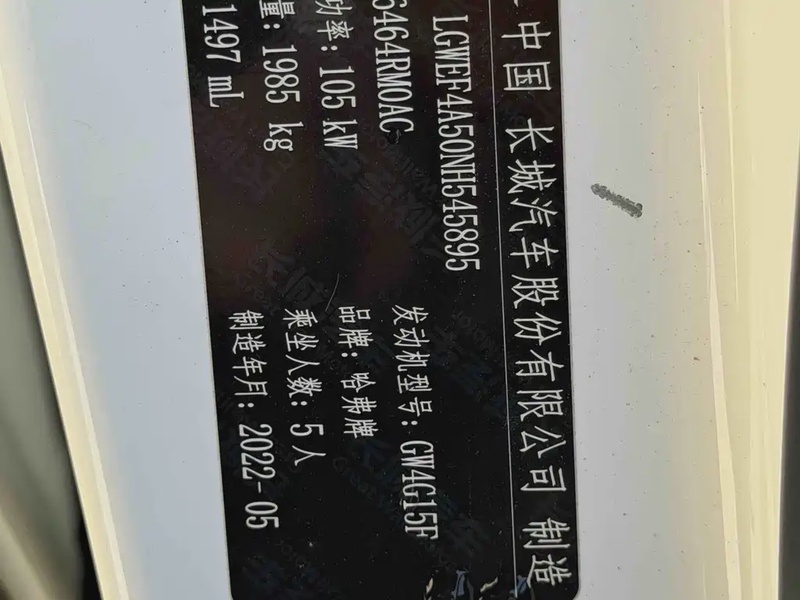 中国 长城汽车股份有限公司 制造
LGWEF4A50NH545895
6464RM0AC 发动机型号: GW4G15F
功率: 105 kW 品牌: 哈弗牌
量: 1985 kg 乘坐人数: 5 人
1497 mL 制造年月: 2022-05